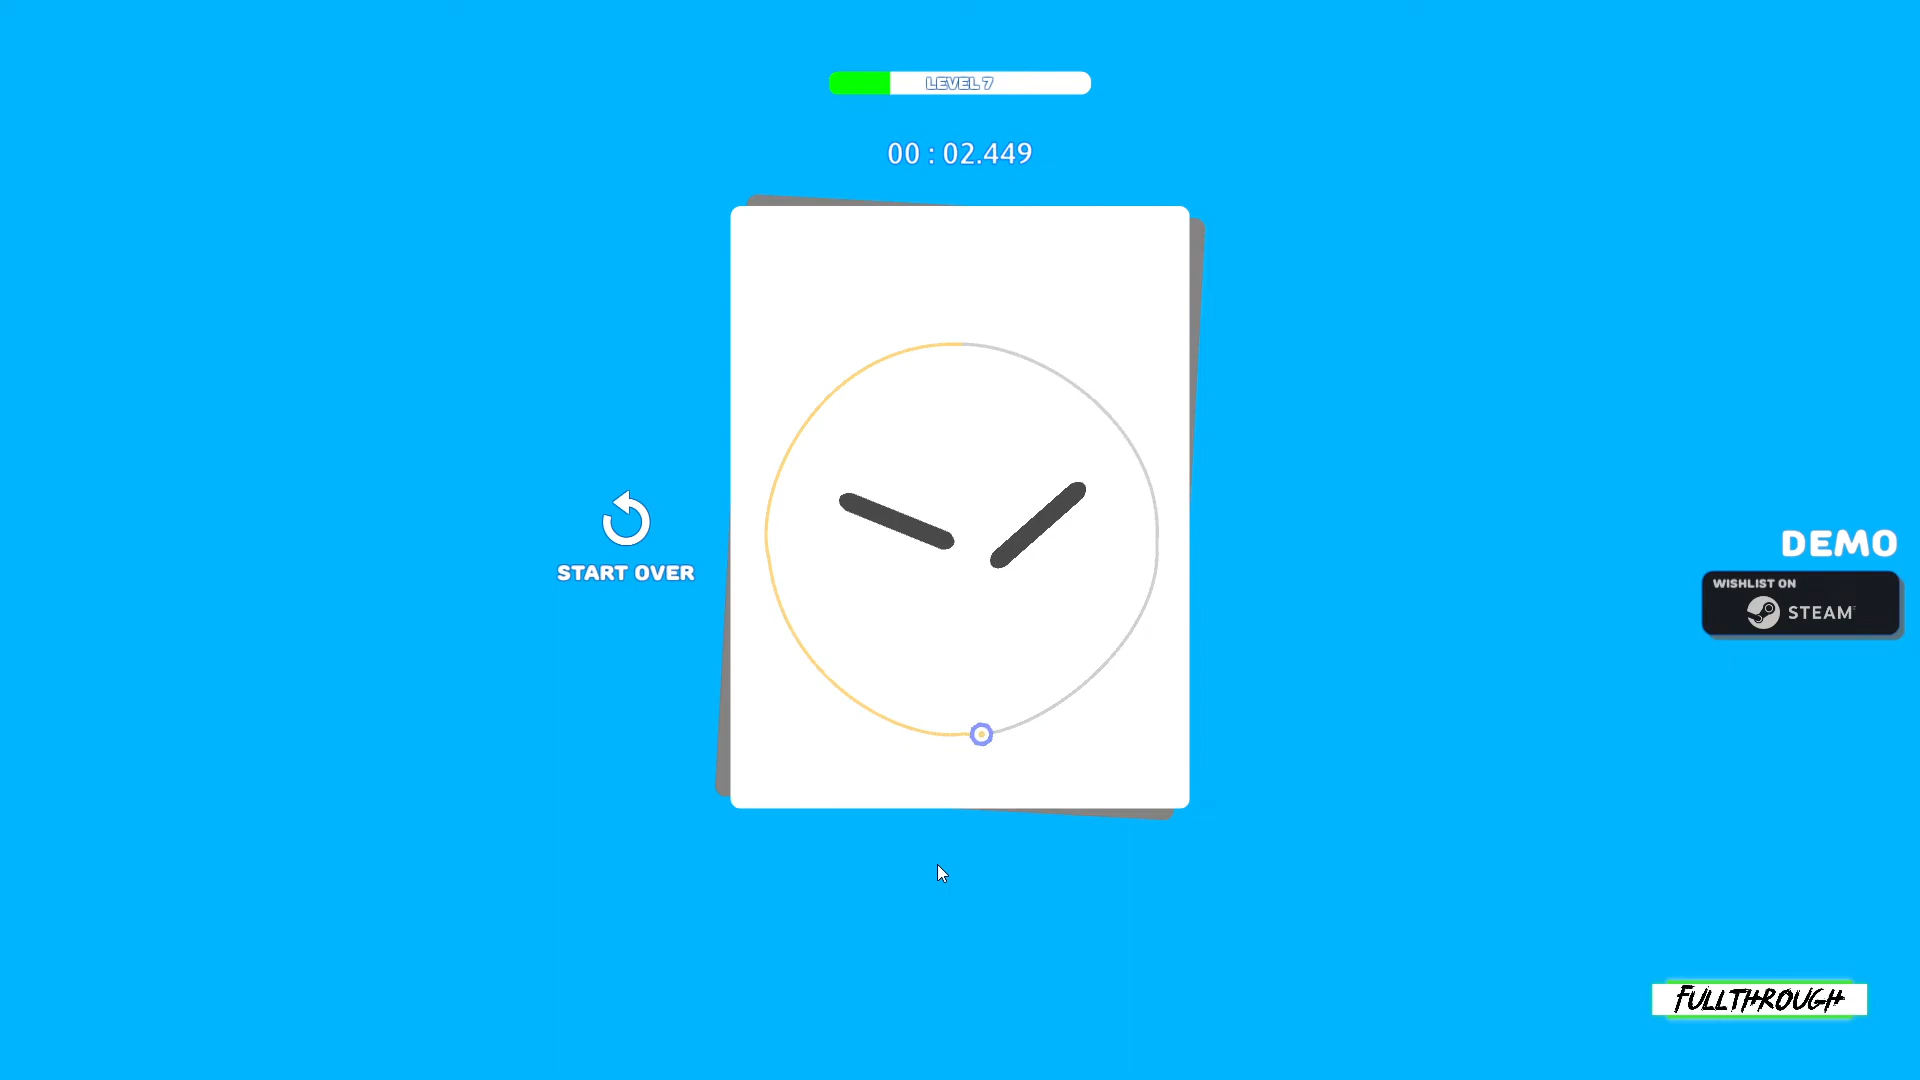 LEVEL 7
00 : 02.449
START OVER
DEMO
WISHLIST ON
STEAM
FULLTHROUGH